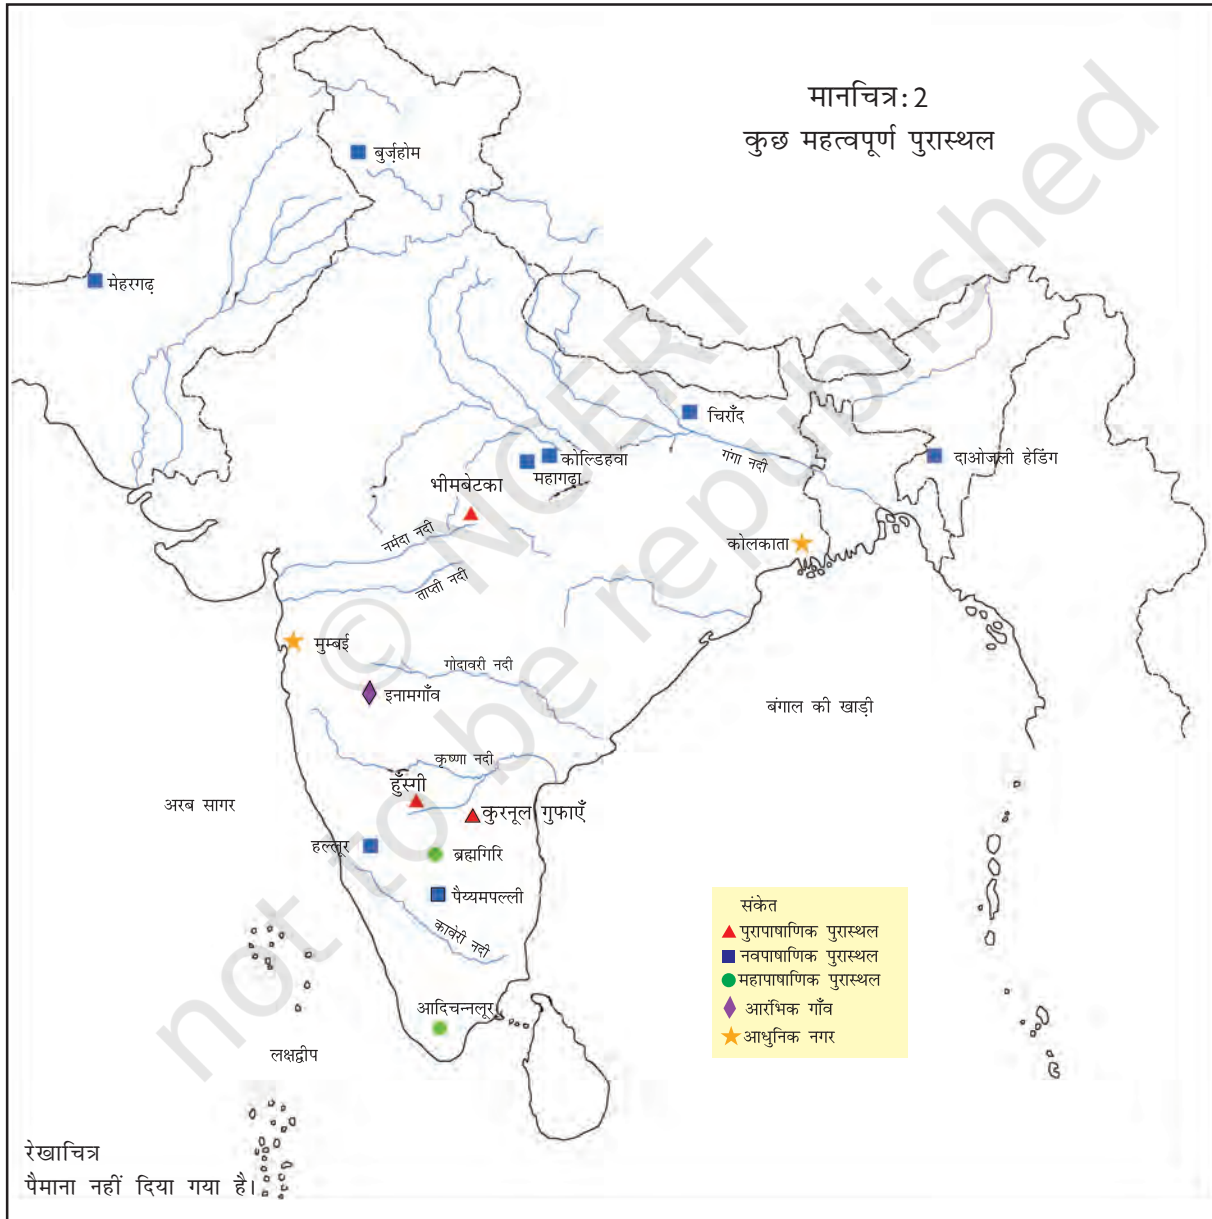 मानचित्र: 2
कुछ महत्वपूर्ण पुरास्थल
बुर्ज़होम
मेहरगढ़
चिराँद
कोल्डिहवा
महागढ़ा
गंगा नदी
दाओजली हेडिंग
भीमबेटका
नर्मदा नदी
कोलकाता
ताप्ती नदी
मुम्बई
गोदावरी नदी
इनामगाँव
बंगाल की खाड़ी
कृष्णा नदी
हुँस्गी
अरब सागर
कुरनूल गुफाएँ
हल्लूर
ब्रह्मगिरि
पैय्यमपल्ली
कावेरी नदी
संकेत
पुरापाषाणिक पुरास्थल
नवपाषाणिक पुरास्थल
महापाषाणिक पुरास्थल
आरंभिक गाँव
आधुनिक नगर
आदिचन्नलूर
लक्षद्वीप
रेखाचित्र
पैमाना नहीं दिया गया है।
© NCERT
not to be republished